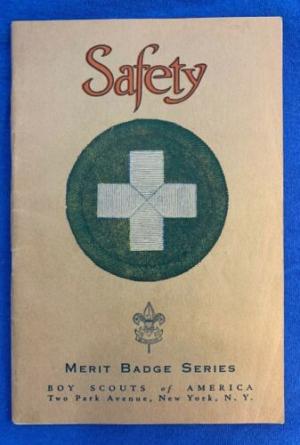 Safety
MERIT BADGE SERIES
BOY SCOUTS of AMERICA
Two Park Avenue, New York, N. Y.